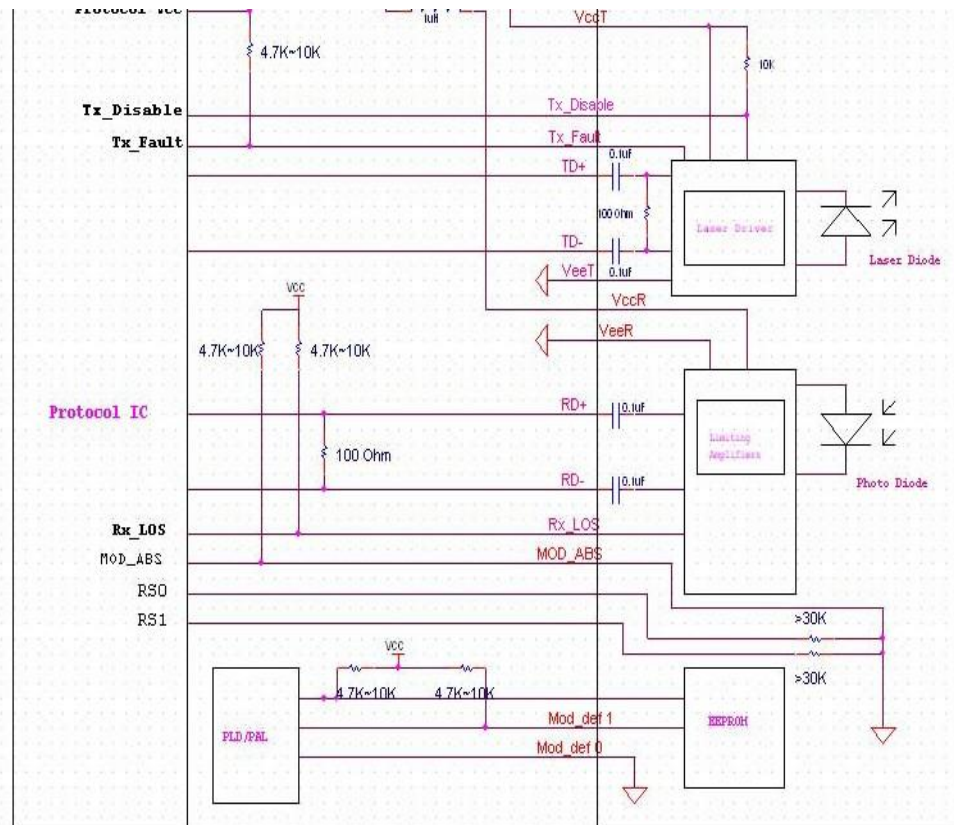 Protocol Vcc
1uH
VccT
4.7K~10K
10K
Tx_Disable
Tx_Disable
Tx_Fault
Tx_Fault
0.1uF
TD+
100 Ohm
Laser Driver
TD-
Laser Diode
VeeT
0.1uF
VCC
VccR
VeeR
4.7K~10K
4.7K~10K
Protocol IC
RD+
0.1uF
Limiting
Amplifiers
100 Ohm
RD-
0.1uF
Photo Diode
Rx_LOS
Rx_LOS
MOD_ABS
MOD_ABS
RS0
RS1
>30K
VCC
>30K
4.7K~10K
4.7K~10K
Mod_def 1
EEPROM
PLD/PAL
Mod_def 0